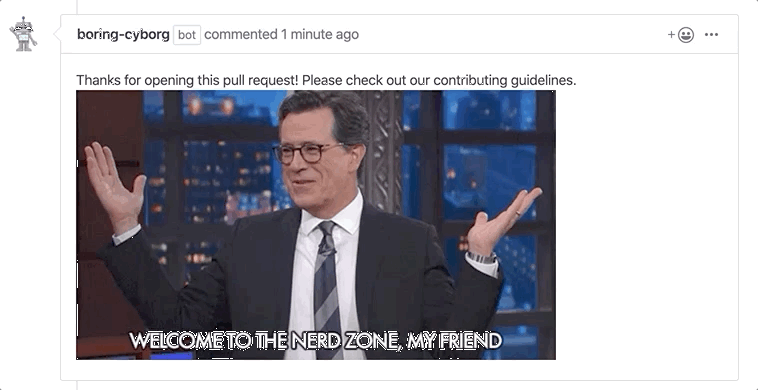 boring-cyborg bot commented 1 minute ago
Thanks for opening this pull request! Please check out our contributing guidelines.
WELCOME TO THE NERD ZONE, MY FRIEND